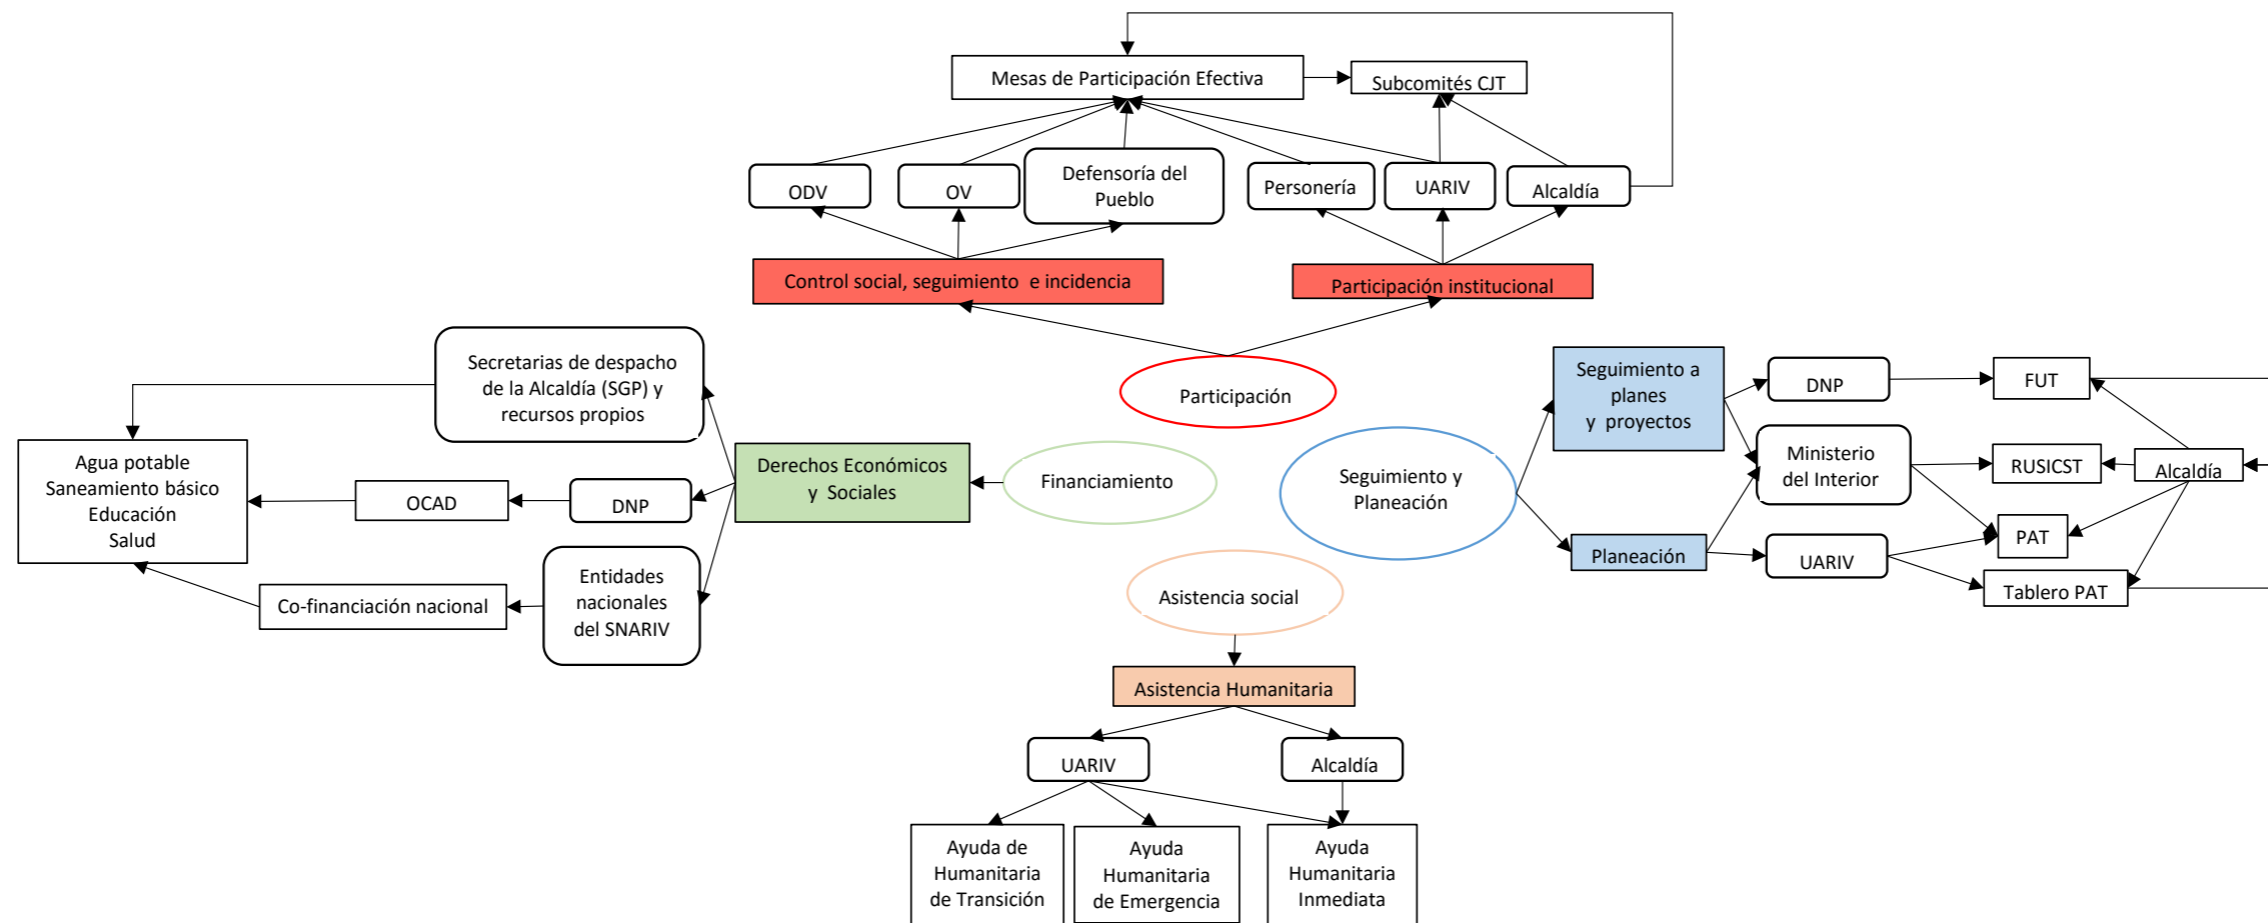 Mesas de Participación Efectiva
Subcomités CJT
ODV
OV
Defensoría del
Pueblo
Personería
UARIV
Alcaldía
Control social, seguimiento e incidencia
Participación institucional
Participación
Secretarias de despacho
de la Alcaldía (SGP) y
recursos propios
Agua potable
Saneamiento básico
Educación
Salud
OCAD
DNP
Derechos Económicos
y Sociales
Financiamiento
Co-financiación nacional
Entidades
nacionales
del SNARIV
Seguimiento y
Planeación
Seguimiento a
planes
y proyectos
DNP
FUT
Ministerio
del Interior
RUSICST
Alcaldía
Planeación
UARIV
PAT
Tablero PAT
Asistencia social
Asistencia Humanitaria
UARIV
Alcaldía
Ayuda de
Humanitaria
de Transición
Ayuda
Humanitaria
de Emergencia
Ayuda
Humanitaria
Inmediata